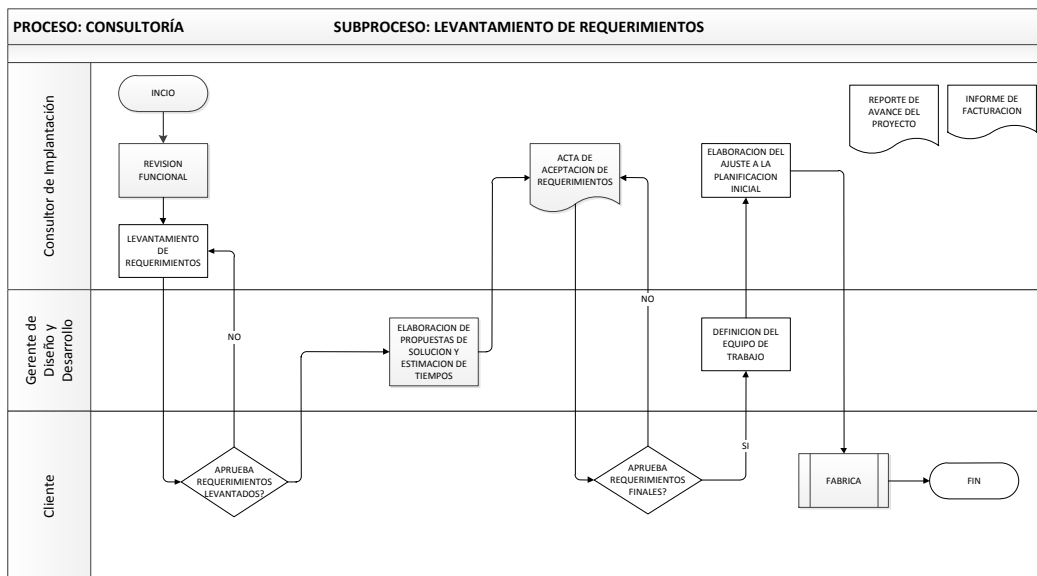 PROCESO: CONSULTORÍA
SUBPROCESO: LEVANTAMIENTO DE REQUERIMIENTOS
Consultor de Implantación
INCIO
REVISION
FUNCIONAL
LEVANTAMIENTO
DE
REQUERIMIENTOS
ACTA DE
ACEPTACION DE
REQUERIMIENTOS
ELABORACION DEL
AJUSTE A LA
PLANIFICACION
INICIAL
REPORTE DE
AVANCE DEL
PROYECTO
INFORME DE
FACTURACION
Gerente de
Diseño y
Desarrollo
NO
ELABORACION DE
PROPUESTAS DE
SOLUCION Y
ESTIMACION DE
TIEMPOS
NO
DEFINICION DEL
EQUIPO DE
TRABAJO
Cliente
APRUEBA
REQUERIMIENTOS
LEVANTADOS?
APRUEBA
REQUERIMIENTOS
FINALES?
SI
FABRICA
FIN